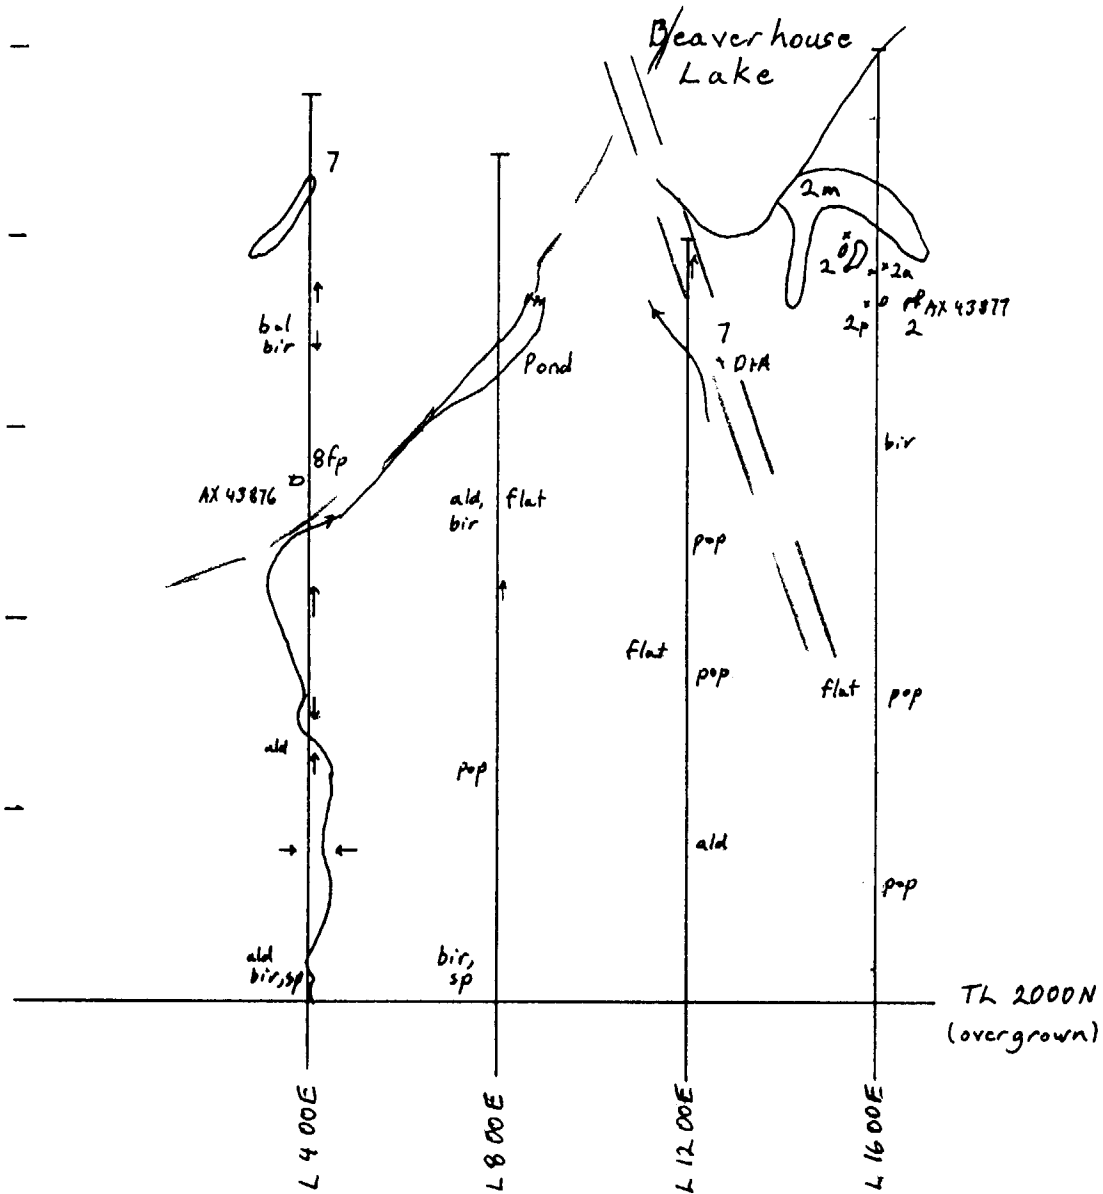 Beaverhouse
Lake
7
2m
2
2a
AX 43877
2p
2
bal
bir
Pond
7
DIA
bir
8fp
AX 43876
ald,
bir
flat
pop
flat
pop
flat
pop
ald
pop
ald
pop
ald
bir, sp
bir,
sp
TL 2000N
(overgrown)
L 400E
L 800E
L 1200E
L 1600E